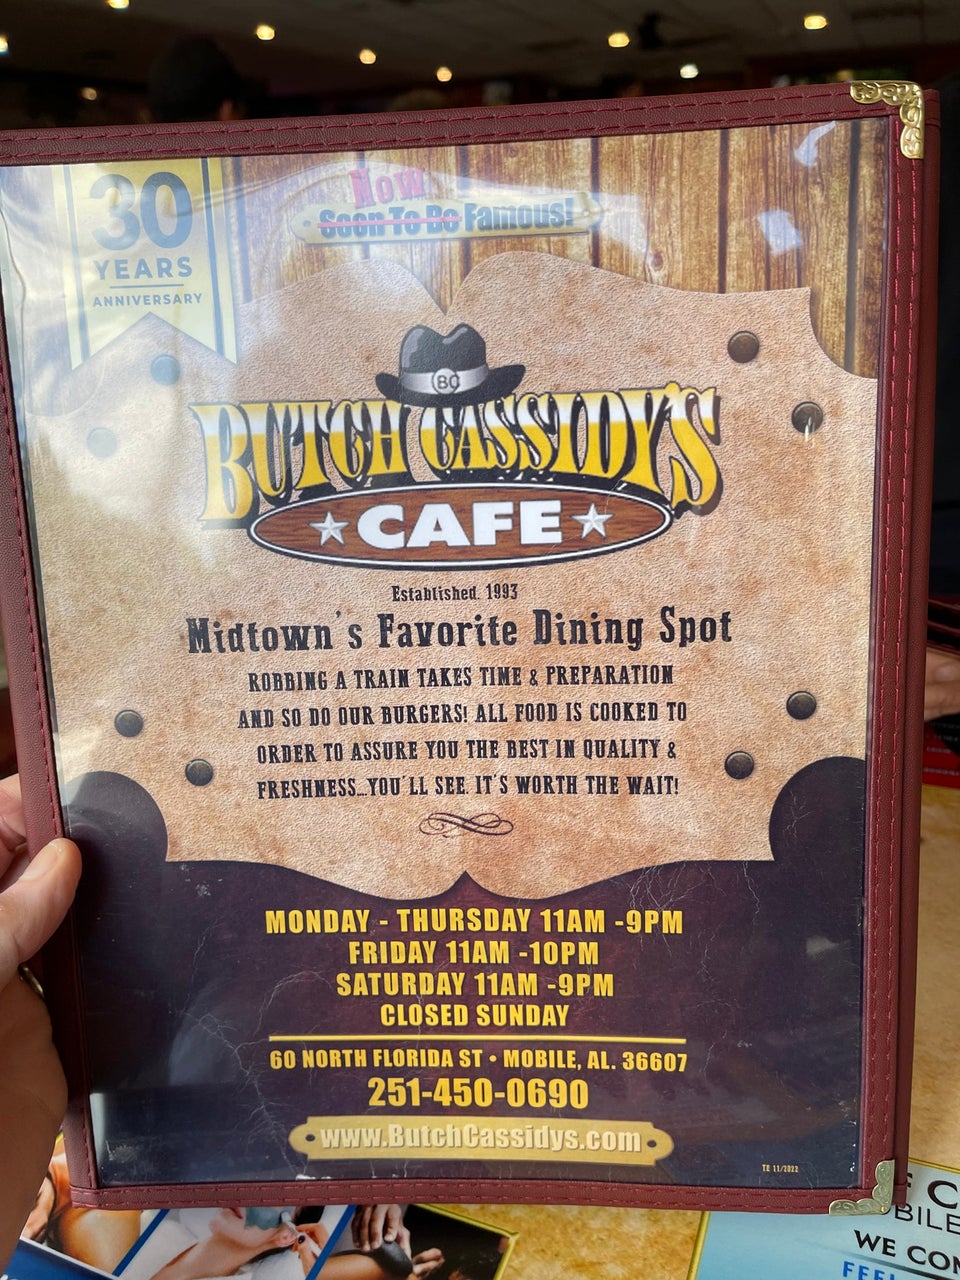 30
YEARS
ANNIVERSARY
Now
Soon To Be Famous!
BC
BUTCH CASSIDY'S
CAFE
Established. 1993
Midtown's Favorite Dining Spot
ROBBING A TRAIN TAKES TIME & PREPARATION
AND SO DO OUR BURGERS! ALL FOOD IS COOKED TO
ORDER TO ASSURE YOU THE BEST IN QUALITY &
FRESHNESS...YOU'LL SEE. IT'S WORTH THE WAIT!
MONDAY - THURSDAY 11AM -9PM
FRIDAY 11AM -10PM
SATURDAY 11AM -9PM
CLOSED SUNDAY
60 NORTH FLORIDA ST • MOBILE, AL. 36607
251-450-0690
www.ButchCassidys.com
TE 11/2022
WE